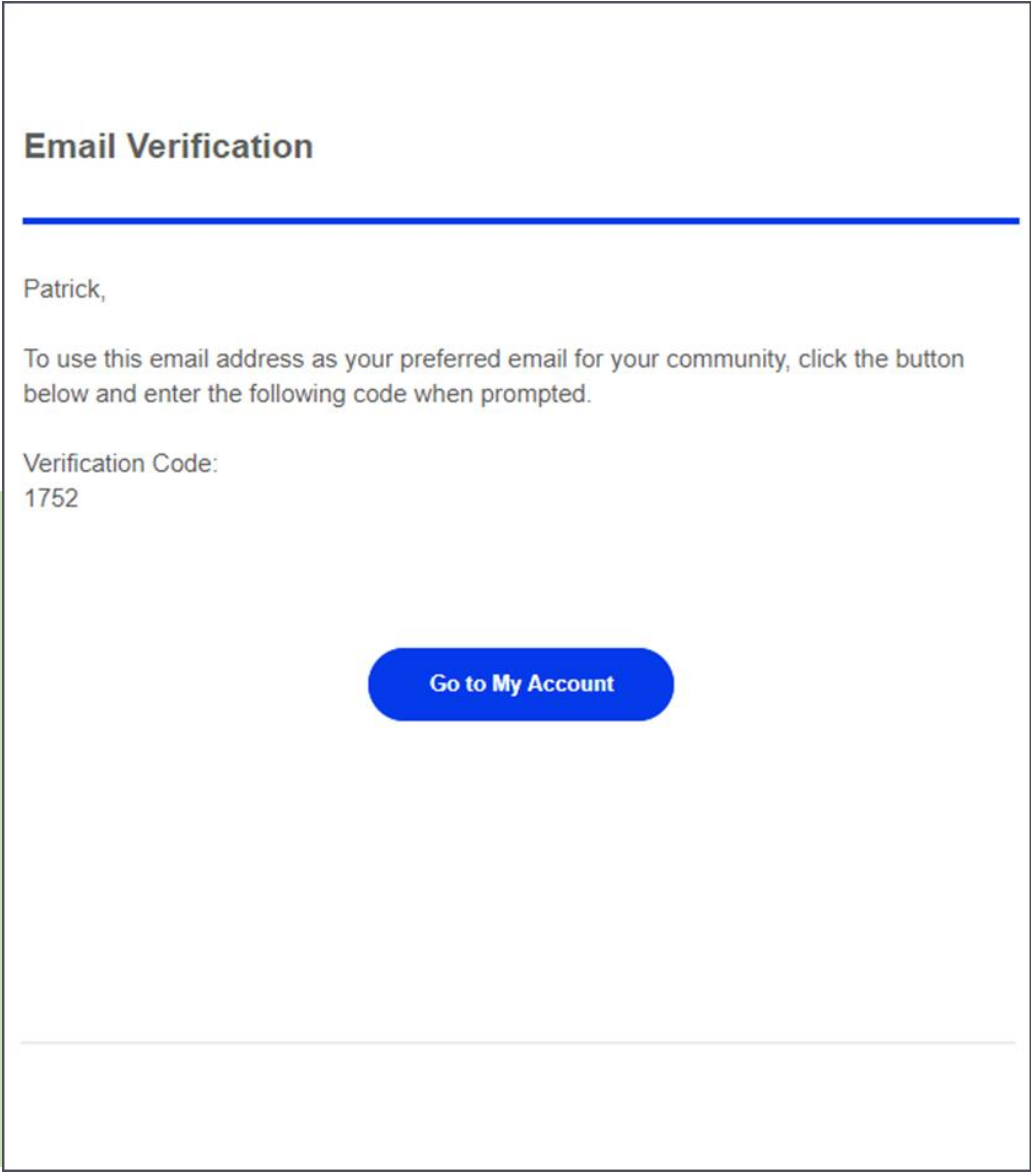 Email Verification
Patrick,
To use this email address as your preferred email for your community, click the button
below and enter the following code when prompted.
Verification Code:
1752
Go to My Account